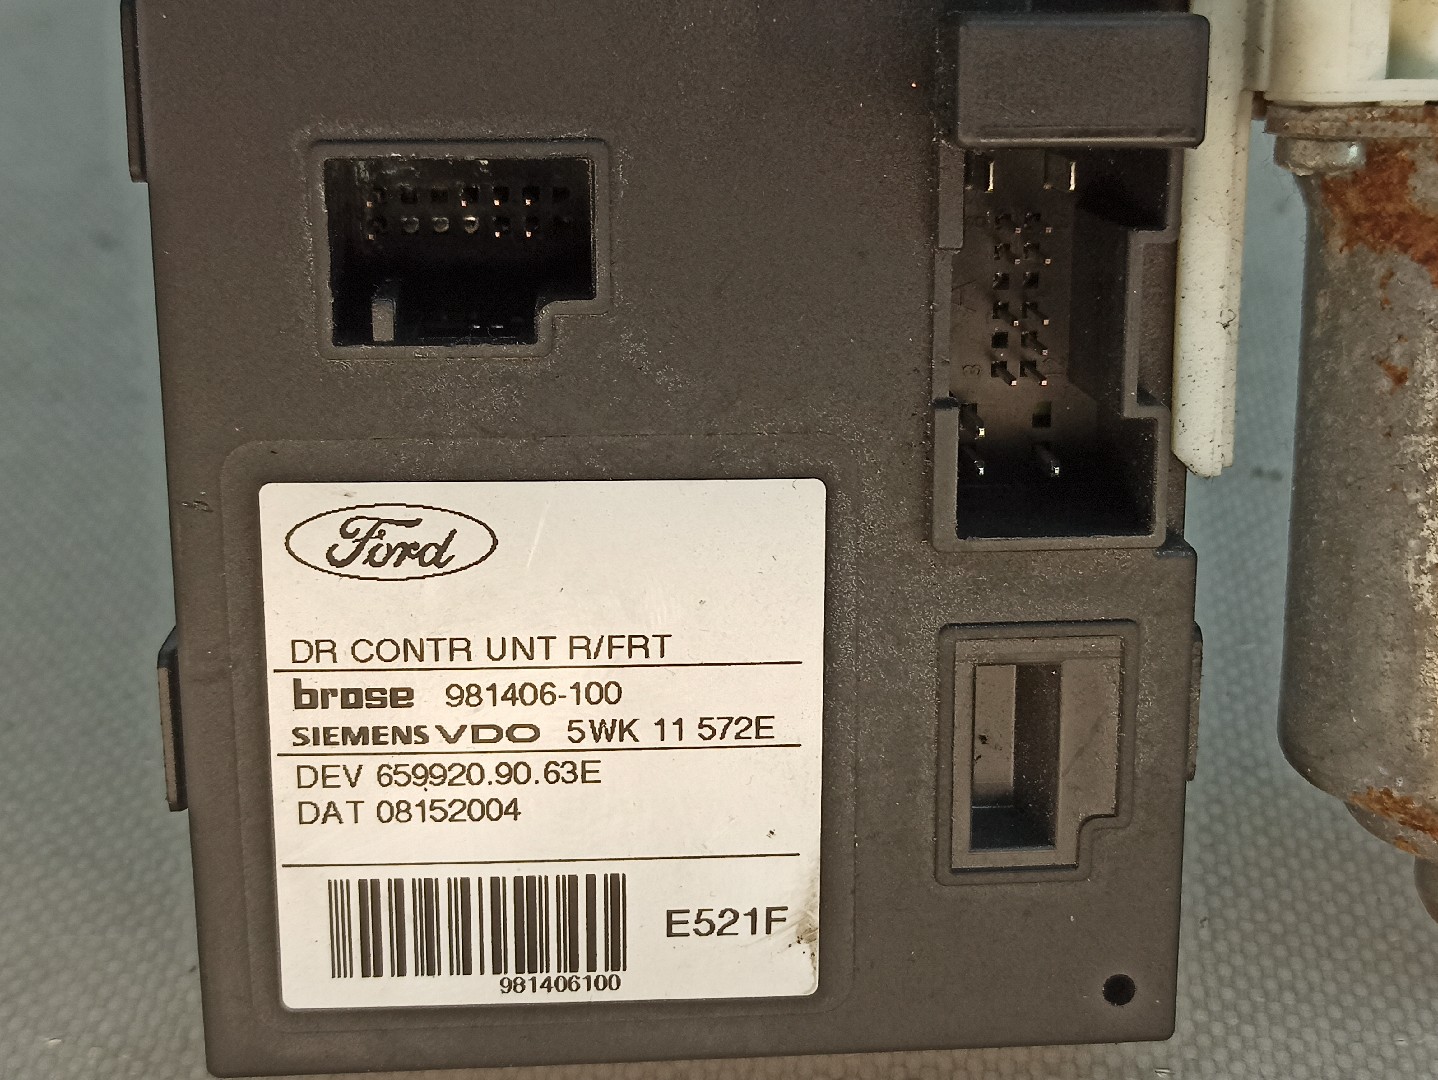 Ford
DR CONTR UNT R/FRT
brose 981406-100
SIEMENS VDO 5WK 11 572E
DEV 659920.90.63E
DAT 08152004
E521F
981406100